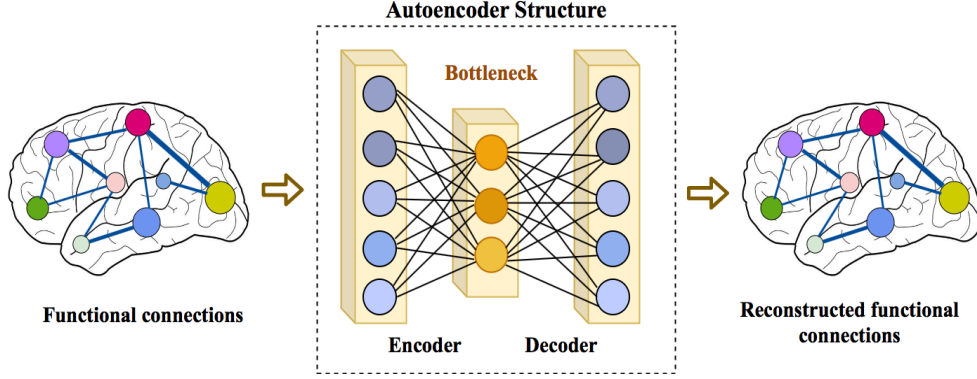 Autoencoder Structure
Bottleneck
Functional connections
Encoder
Decoder
Reconstructed functional
connections